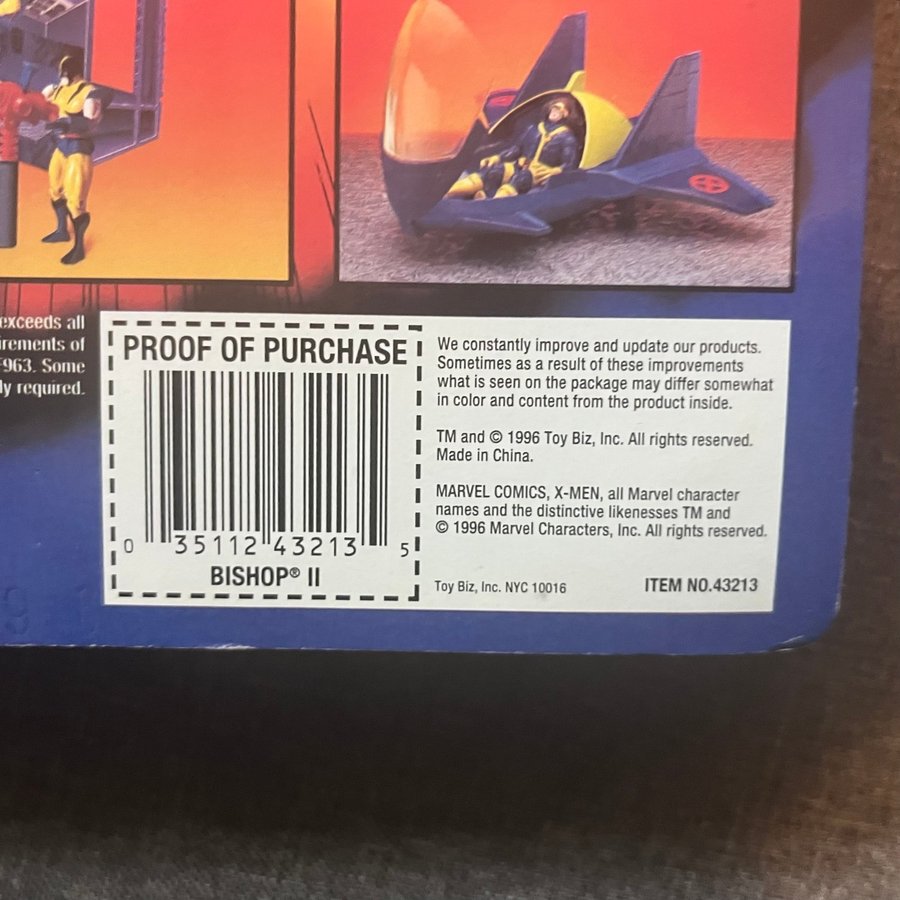 exceeds all
irements of
F963. Some
ly required.
PROOF OF PURCHASE
0 35112 43213 5
BISHOP® II
We constantly improve and update our products.
Sometimes as a result of these improvements
what is seen on the package may differ somewhat
in color and content from the product inside.
TM and © 1996 Toy Biz, Inc. All rights reserved.
Made in China.
MARVEL COMICS, X-MEN, all Marvel character
names and the distinctive likenesses TM and
© 1996 Marvel Characters, Inc. All rights reserved.
Toy Biz, Inc. NYC 10016
ITEM NO.43213